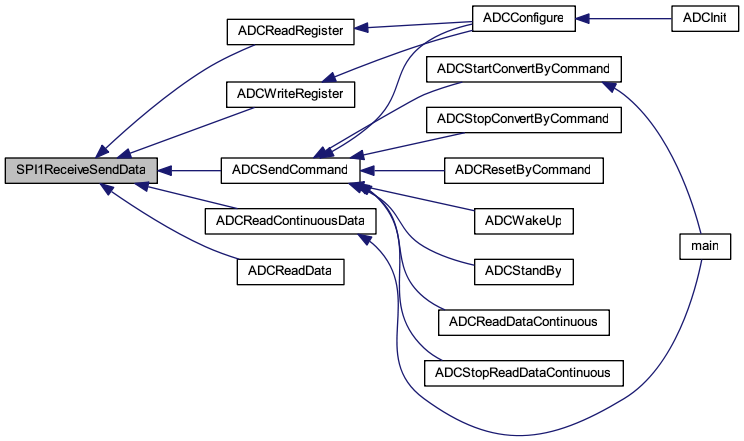 SPI1ReceiveSendData
ADCReadRegister
ADCWriteRegister
ADCSendCommand
ADCReadContinuousData
ADCReadData
ADCConfigure
ADCStartConvertByCommand
ADCStopConvertByCommand
ADCResetByCommand
ADCWakeUp
ADCStandBy
ADCReadDataContinuous
ADCStopReadDataContinuous
ADCInit
main